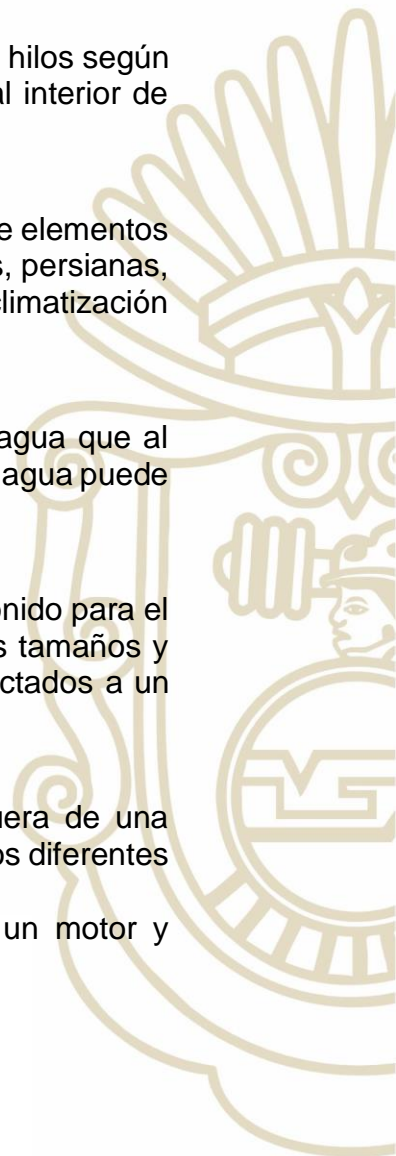 hilos según
al interior de
e elementos
s, persianas,
climatización
agua que al
agua puede
onido para el
s tamaños y
ctados a un
uera de una
os diferentes
un motor y